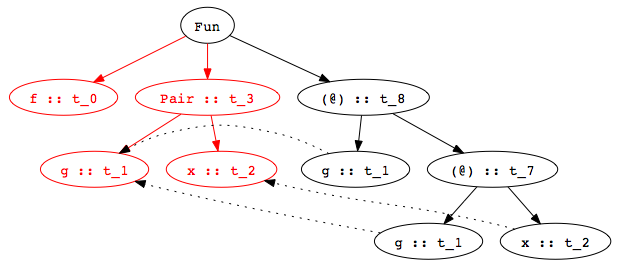 Fun
f :: t_0
Pair :: t_3
(@) :: t_8
g :: t_1
x :: t_2
g :: t_1
(@) :: t_7
g :: t_1
x :: t_2